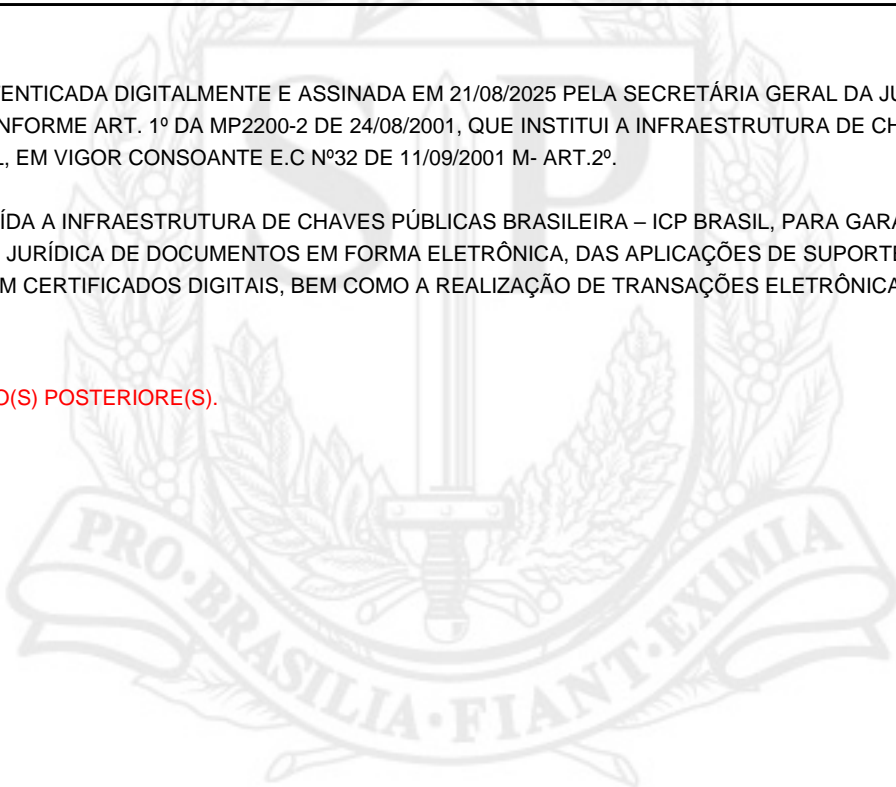 ENTICADA DIGITALMENTE E ASSINADA EM 21/08/2025 PELA SECRETÁRIA GERAL DA JU
NFORME ART. 1º DA MP2200-2 DE 24/08/2001, QUE INSTITUI A INFRAESTRUTURA DE CH
L, EM VIGOR CONSOANTE E.C Nº32 DE 11/09/2001 M- ART.2º.
ÍDA A INFRAESTRUTURA DE CHAVES PÚBLICAS BRASILEIRA – ICP BRASIL, PARA GARA
JURÍDICA DE DOCUMENTOS EM FORMA ELETRÔNICA, DAS APLICAÇÕES DE SUPORTE
M CERTIFICADOS DIGITAIS, BEM COMO A REALIZAÇÃO DE TRANSAÇÕES ELETRÔNICA
O(S) POSTERIORE(S).
SP
PRO·BRASILIA·FIANT·EXIMIA